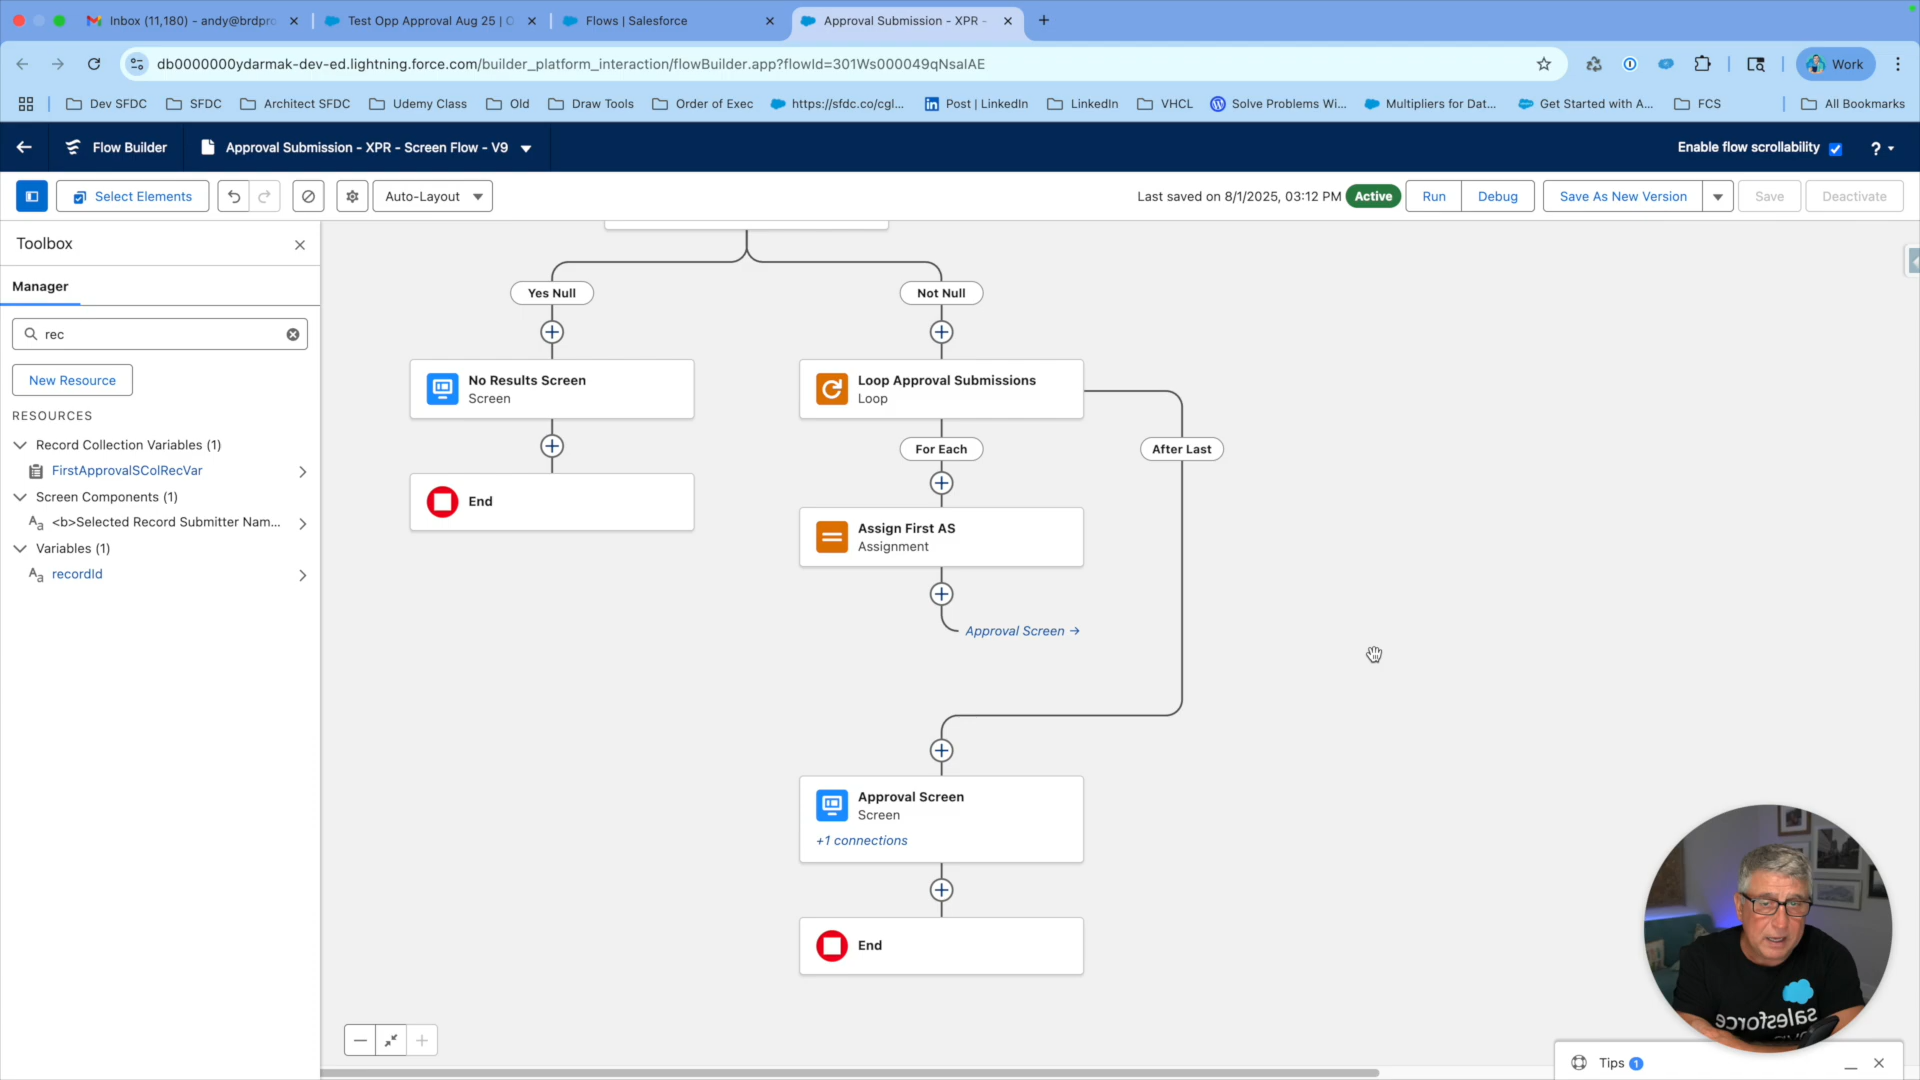 Inbox (11,180) - andy@brdpro
Test Opp Approval Aug 25 | O
Flows | Salesforce
Approval Submission - XPR -
db0000000ydarmak-dev-ed.lightning.force.com/builder_platform_interaction/flowBuilder.app?flowId=301Ws000049qNsaIAE
Work
Dev SFDC
SFDC
Architect SFDC
Udemy Class
Old
Draw Tools
Order of Exec
https://sfdc.co/cgl...
Post | LinkedIn
LinkedIn
VHCL
Solve Problems Wi...
Multipliers for Dat...
Get Started with A...
FCS
All Bookmarks
Flow Builder
Approval Submission - XPR - Screen Flow - V9
Enable flow scrollability
?
Select Elements
Auto-Layout
Last saved on 8/1/2025, 03:12 PM
Active
Run
Debug
Save As New Version
Save
Deactivate
Toolbox
Manager
rec
New Resource
RESOURCES
Record Collection Variables (1)
FirstApprovalSColRecVar
Screen Components (1)
<b>Selected Record Submitter Nam...
Variables (1)
recordId
Yes Null
Not Null
No Results Screen
Screen
End
Loop Approval Submissions
Loop
For Each
After Last
Assign First AS
Assignment
Approval Screen →
Approval Screen
Screen
+1 connections
End
salesforce
Tips 1